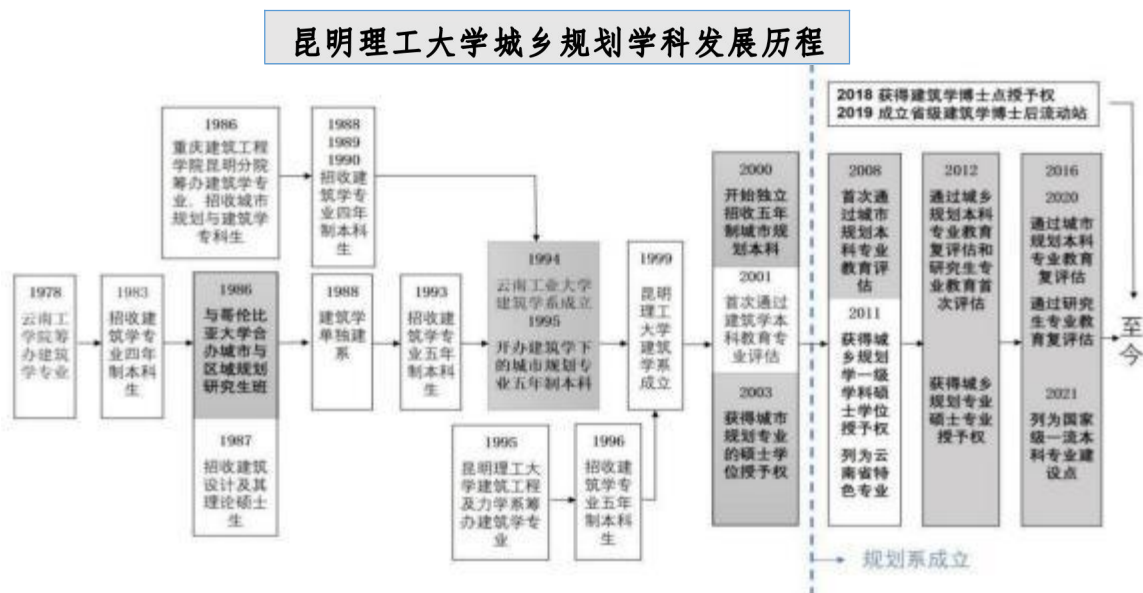 昆明理工大学城乡规划学科发展历程
2018 获得建筑学博士点授予权
2019 成立省级建筑学博士后流动站
1986
重庆建筑工程
学院昆明分院
筹办建筑学专
业，招收城市
规划与建筑学
专科生
1988
1989
1990
招收建
筑学专
业四年
制本科
生
1978
云南工
学院筹
办建筑
学专业
1983
招收建
筑学专
业四年
制本科
生
1986
与哥伦比
亚大学合
办城市与
区域规划
研究生班
1987
招收建筑
设计及其
理论硕士
生
1988
建筑学
单独建
系
1993
招收建
筑学专
业五年
制本科
生
1994
云南工业大学
建筑学系成立
1995
开办建筑学下
的城市规划专
业五年制本科
1995
昆明理工大
学建筑工程
及力学系筹
办建筑学专
业
1996
招收建
筑学专
业五年
制本科
生
1999
昆明
理工
大学
建筑
学系
成立
2000
开始独立
招收五年
制城市规
划本科
2001
首次通过
建筑学本
科教育专
业评估
2003
获得城市
规划专业
的硕士学
位授予权
2008
首次通
过城市
规划本
科专业
教育评
估
2011
获得城
乡规划
学一级
学科硕
士学位
授予权
列为云
南省特
色专业
2012
通过城乡
规划本科
专业教育
复评估和
研究生专
业教育首
次评估
获得城乡
规划专业
硕士专业
授予权
2016
2020
通过城市
规划本科
专业教育
复评估
通过研究
生专业教
育复评估
2021
列为国家
级一流本
科专业建
设点
至
今
规划系成立